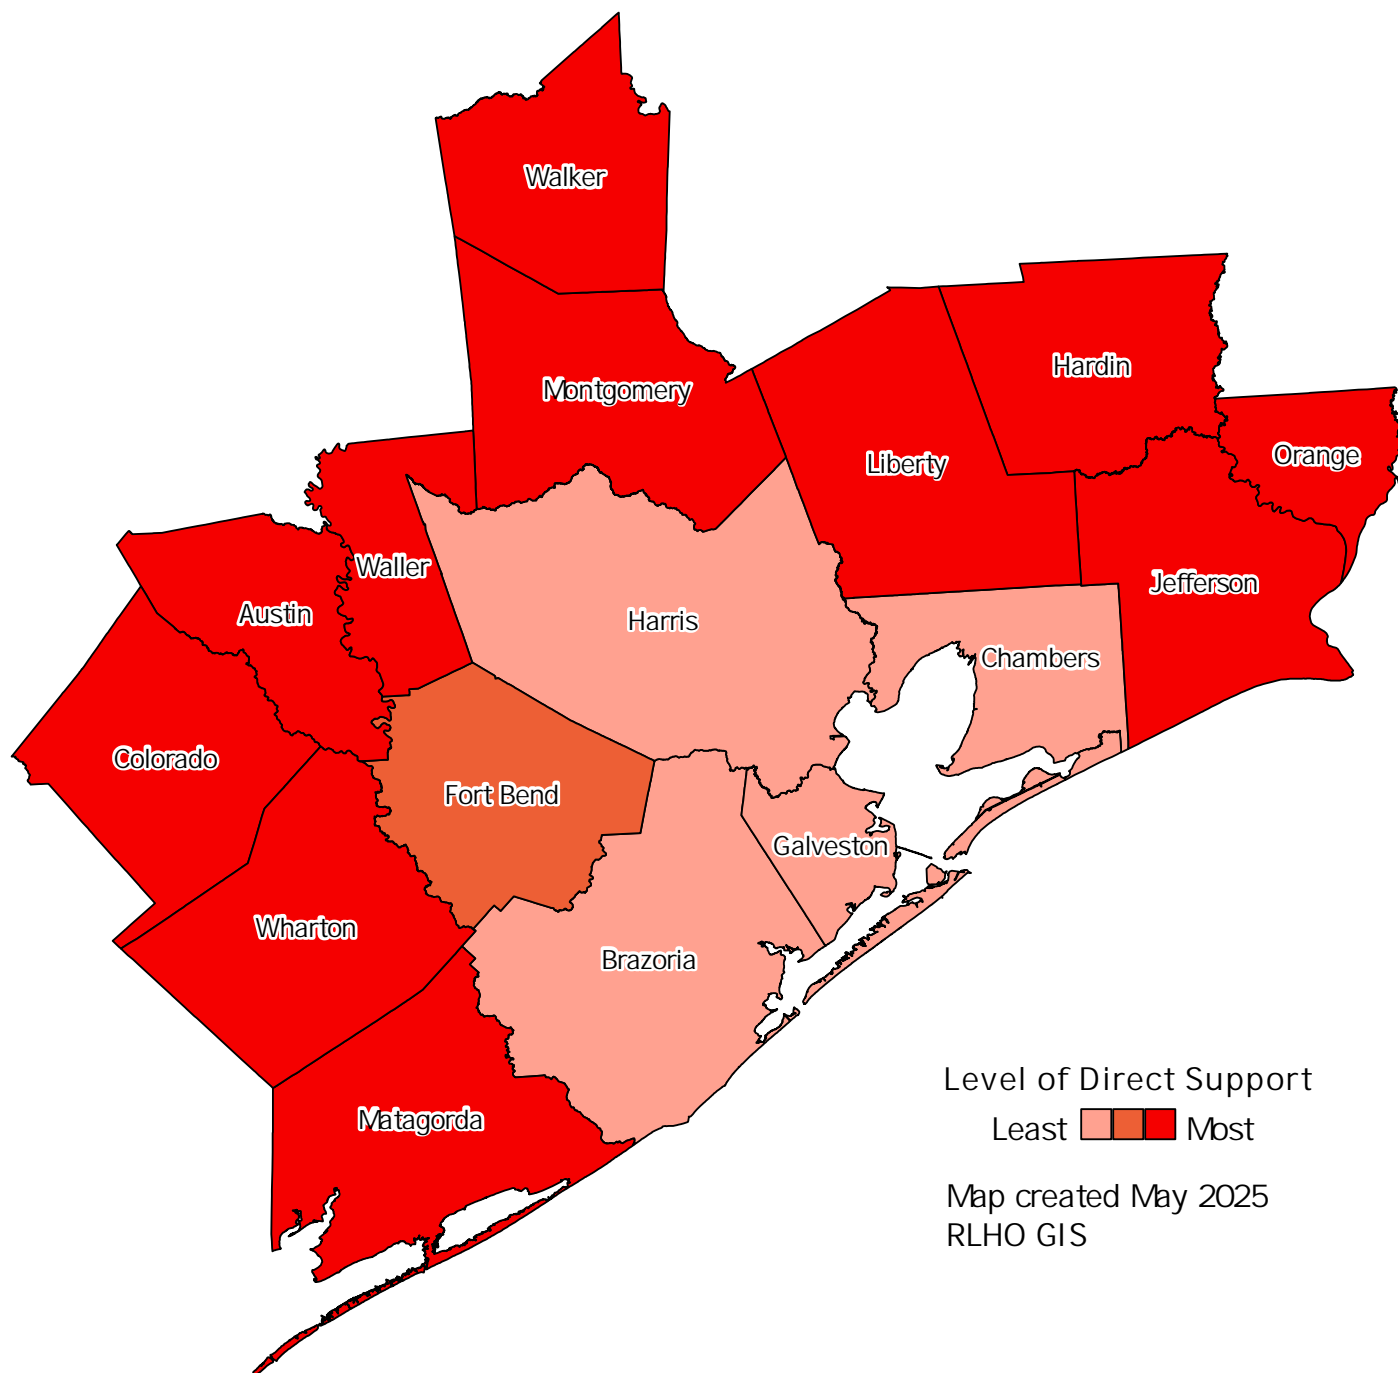 Walker
Montgomery
Hardin
Liberty
Orange
Waller
Jefferson
Austin
Harris
Chambers
Colorado
Fort Bend
Galveston
Wharton
Brazoria
Matagorda
Level of Direct Support
Least Most
Map created May 2025
RLHO GIS